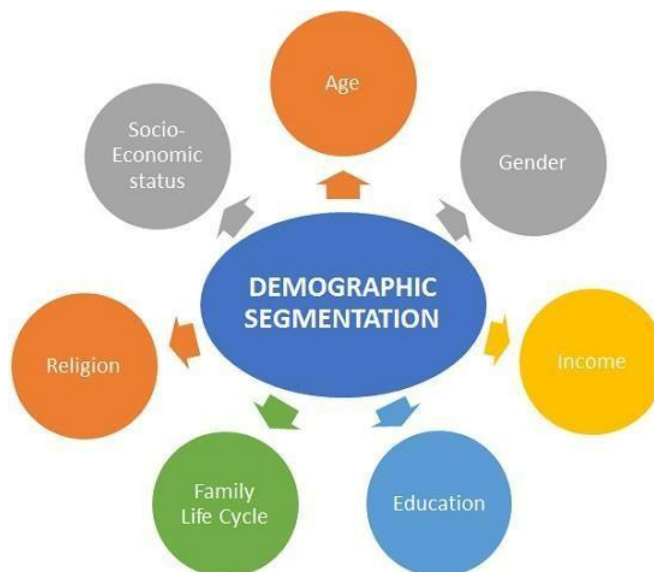 Age
Socio-
Economic
status
Gender
DEMOGRAPHIC
SEGMENTATION
Religion
Income
Family
Life Cycle
Education